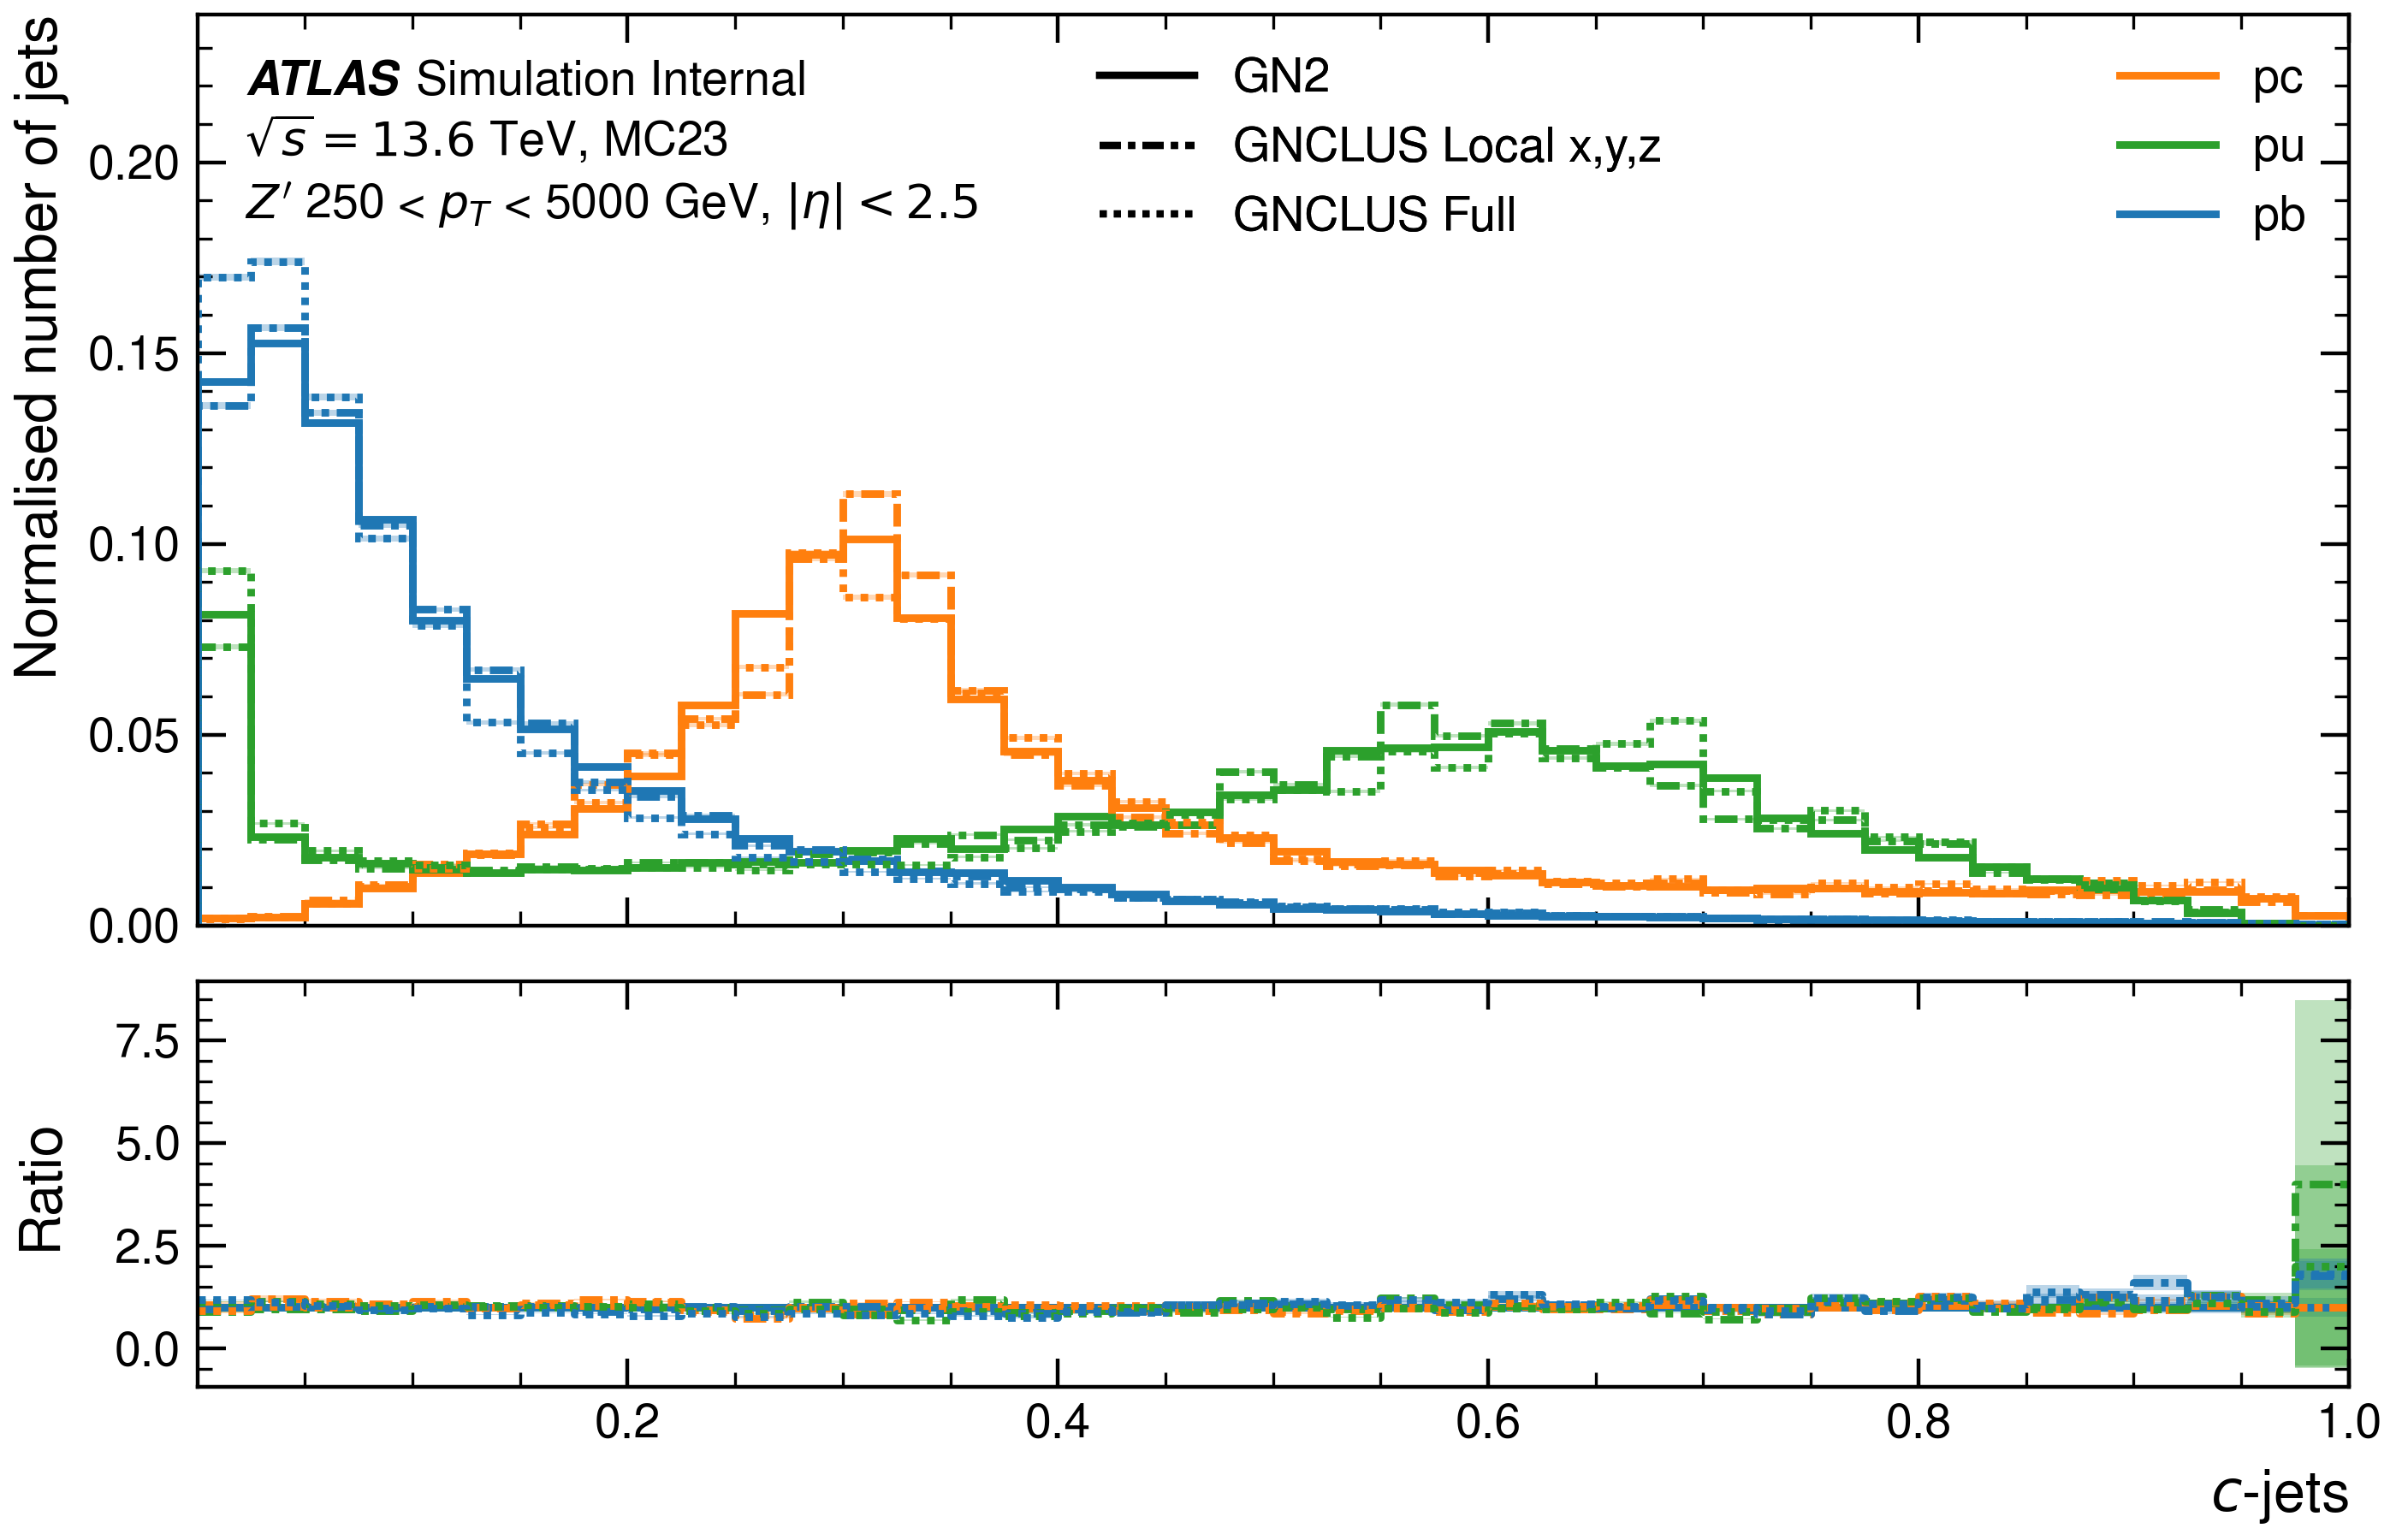 Normalised number of jets
ATLAS Simulation Internal
√s = 13.6 TeV, MC23
Z′ 250 < pT < 5000 GeV, |η| < 2.5
GN2
GNCLUS Local x,y,z
GNCLUS Full
pc
pu
pb
0.20
0.15
0.10
0.05
0.00
Ratio
7.5
5.0
2.5
0.0
0.2 0.4 0.6 0.8 1.0
c-jets